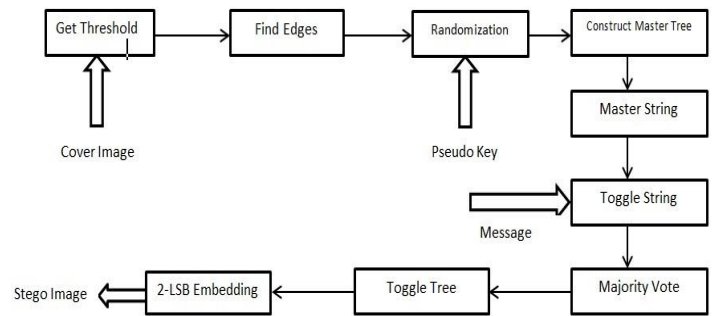 Get Threshold
Find Edges
Randomization
Construct Master Tree
Cover Image
Pseudo Key
Master String
Toggle String
Message
Majority Vote
Toggle Tree
2-LSB Embedding
Stego Image